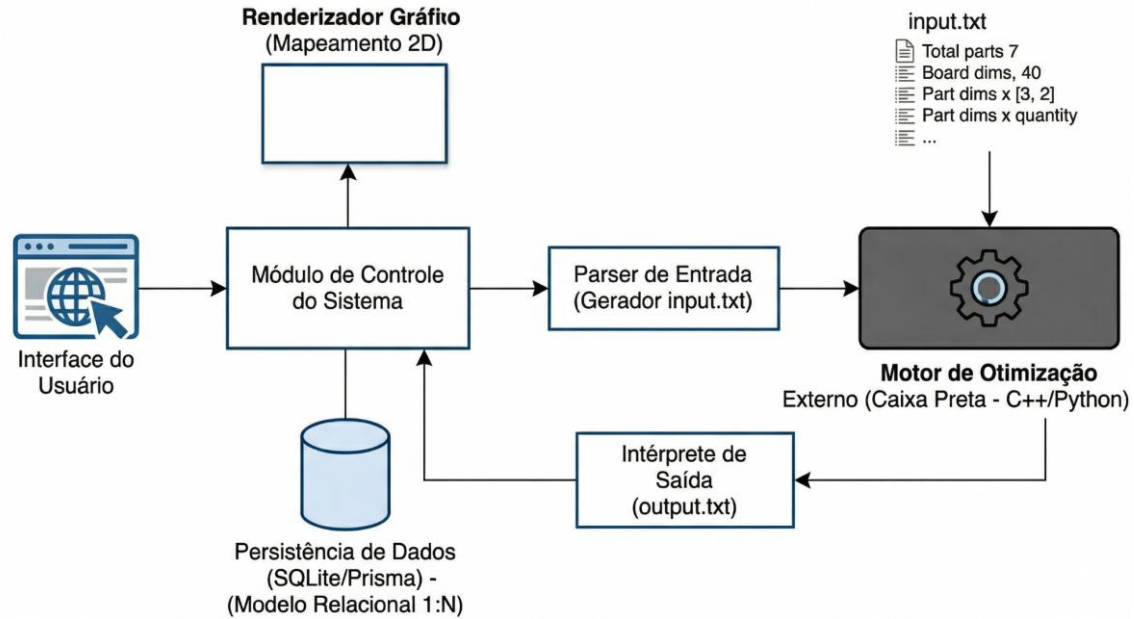 Renderizador Gráfico
(Mapeamento 2D)
input.txt
Total parts 7
Board dims, 40
Part dims x [3, 2]
Part dims x quantity
...
Interface do
Usuário
Módulo de Controle
do Sistema
Parser de Entrada
(Gerador input.txt)
Motor de Otimização
Externo (Caixa Preta - C++/Python)
Intérprete de
Saída
(output.txt)
Persistência de Dados
(SQLite/Prisma) -
(Modelo Relacional 1:N)